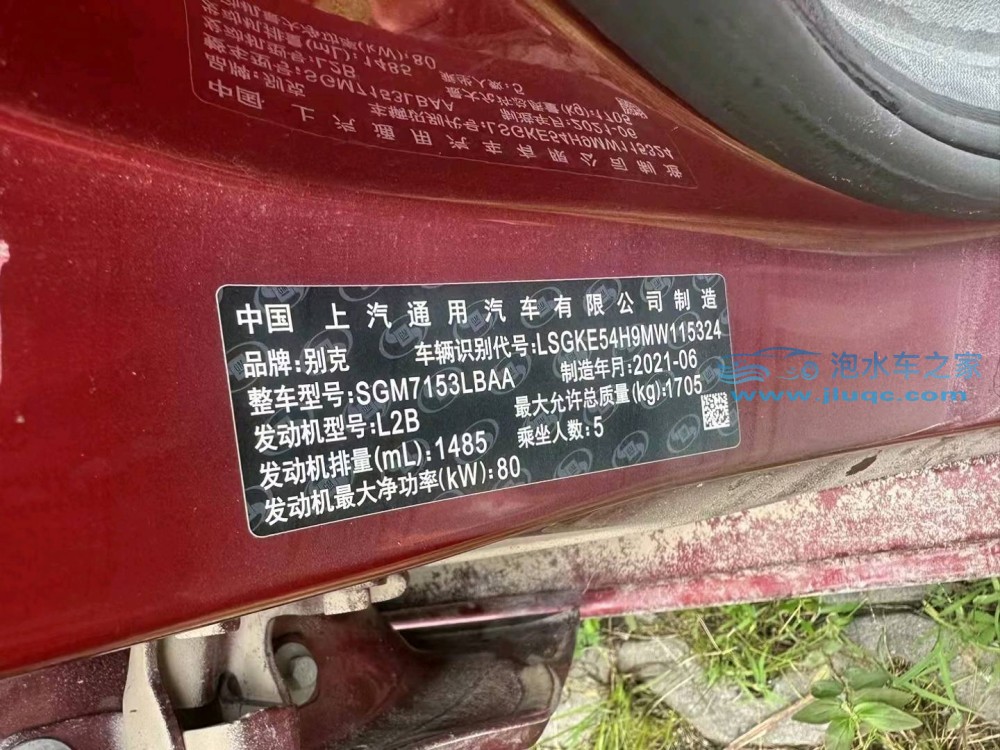 中国 上汽通用汽车有限公司制造
品牌:别克 车辆识别代号:LSGKE54H9MW115324
整车型号:SGM7153LBAA 制造年月:2021-06
发动机型号:L2B 最大允许总质量(kg):1705
发动机排量(mL):1485 乘坐人数:5
发动机最大净功率(kW):80
泡水车之家
www.jluqc.com